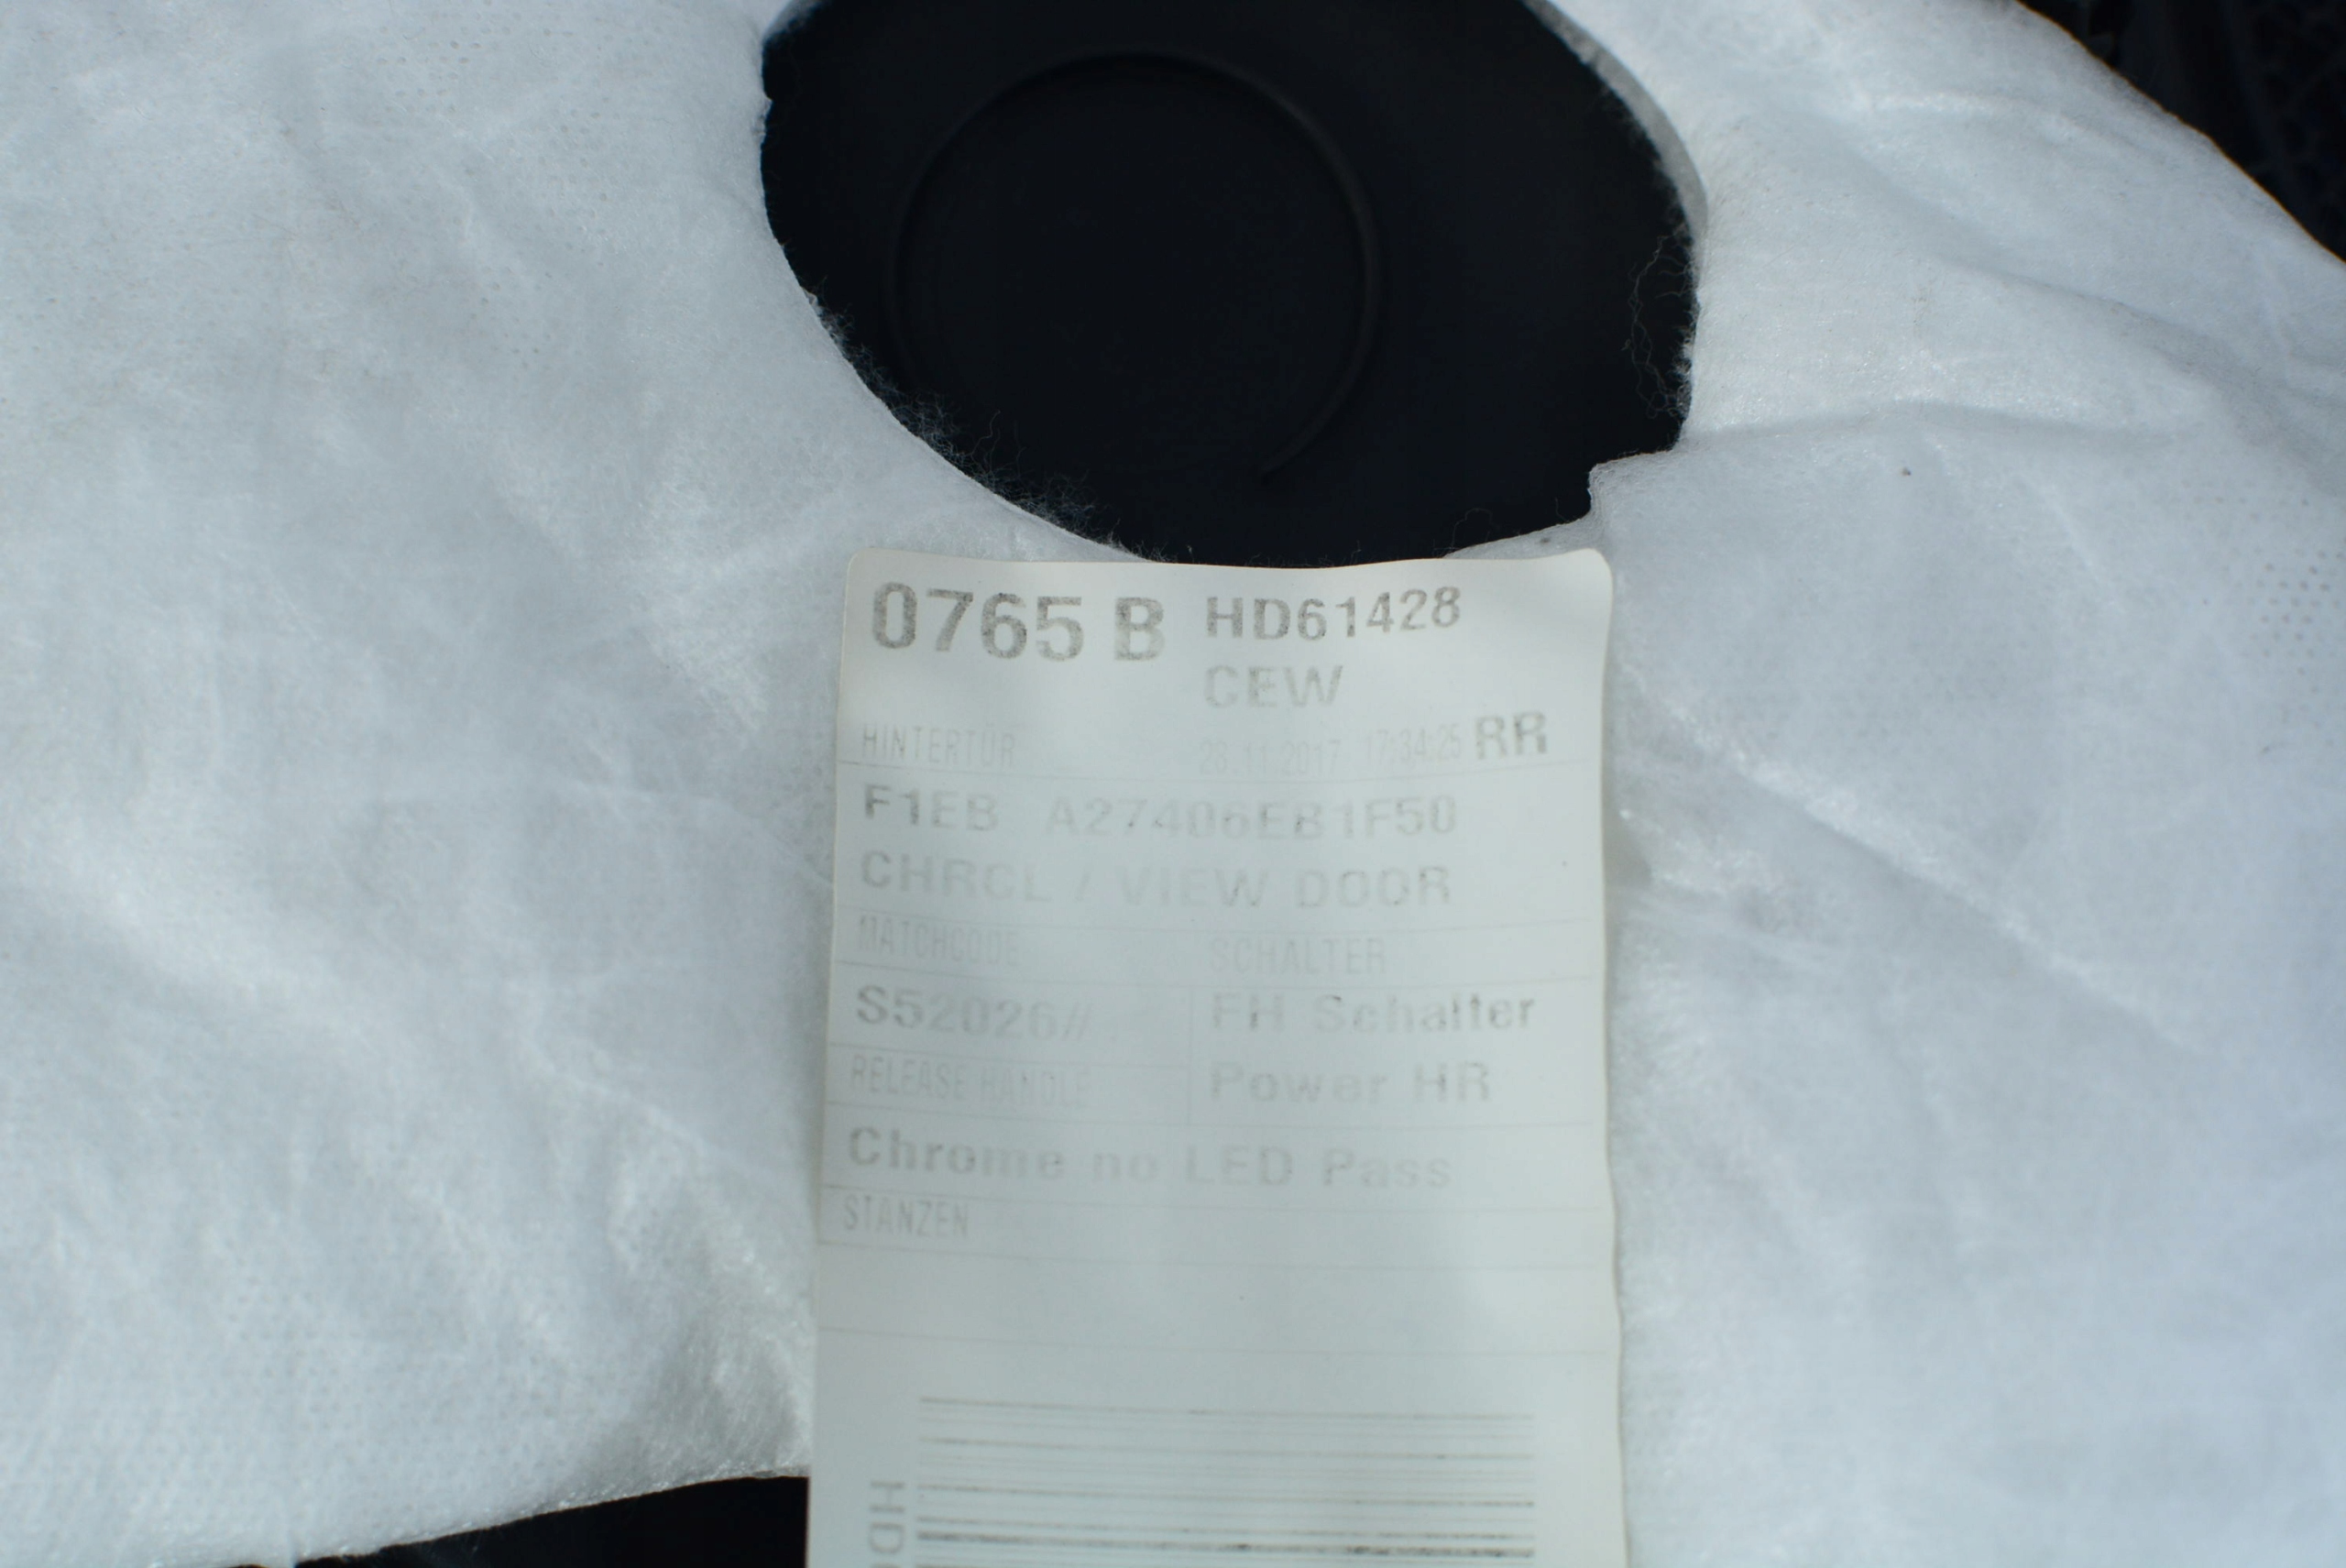 0765 B HD61428
CEW
HINTERTÜR 23.11.2017 17:34:25 RR
F1EB A27406EB1F50
CHRCL / VIEW DOOR
MATCHCODE SCHALTER
S52026// FH Schalter
RELEASE HANDLE Power HR
Chrome no LED Pass
STANZEN